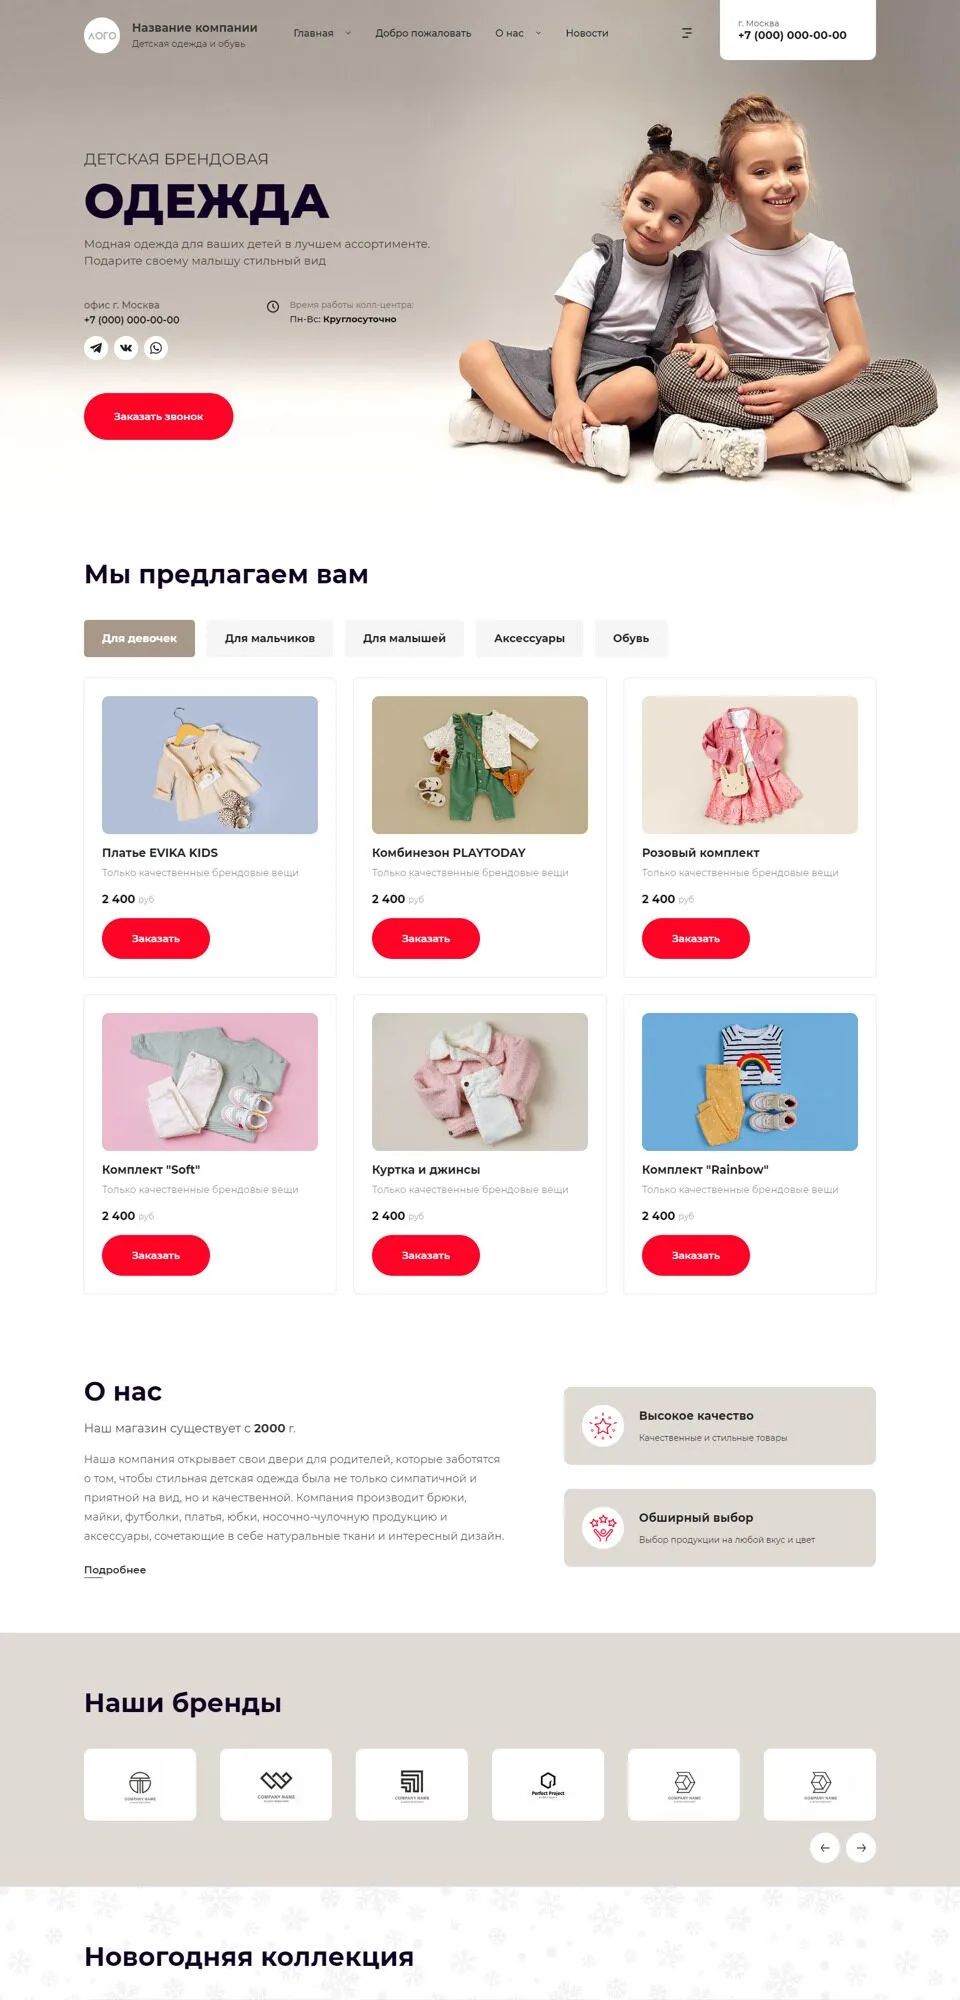 ЛОГО
Название компании
Детская одежда и обувь
Главная
Добро пожаловать
О нас
Новости
г. Москва
+7 (000) 000-00-00
ДЕТСКАЯ БРЕНДОВАЯ
ОДЕЖДА
Модная одежда для ваших детей в лучшем ассортименте.
Подарите своему малышу стильный вид
офис г. Москва
+7 (000) 000-00-00
Время работы колл-центра:
Пн-Вс: Круглосуточно
Заказать звонок
Мы предлагаем вам
Для девочек
Для мальчиков
Для малышей
Аксессуары
Обувь
Платье EVIKA KIDS
Только качественные брендовые вещи
2 400 руб
Заказать
Комбинезон PLAYTODAY
Только качественные брендовые вещи
2 400 руб
Заказать
Розовый комплект
Только качественные брендовые вещи
2 400 руб
Заказать
Комплект "Soft"
Только качественные брендовые вещи
2 400 руб
Заказать
Куртка и джинсы
Только качественные брендовые вещи
2 400 руб
Заказать
Комплект "Rainbow"
Только качественные брендовые вещи
2 400 руб
Заказать
О нас
Наш магазин существует с 2000 г.
Наша компания открывает свои двери для родителей, которые заботятся
о том, чтобы стильная детская одежда была не только симпатичной и
приятной на вид, но и качественной. Компания производит брюки,
майки, футболки, платья, юбки, носочно-чулочную продукцию и
аксессуары, сочетающие в себе натуральные ткани и интересный дизайн.
Подробнее
Высокое качество
Качественные и стильные товары
Обширный выбор
Выбор продукции на любой вкус и цвет
Наши бренды
COMPANY NAME
COMPANY NAME
COMPANY NAME
Perfect Project
COMPANY NAME
COMPANY NAME
Новогодняя коллекция